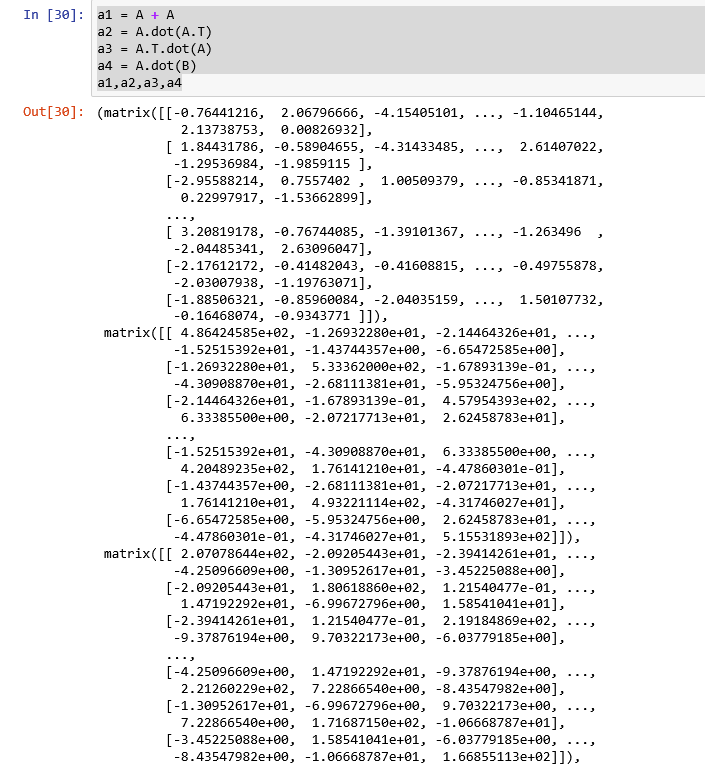 In [30]: a1 = A + A
a2 = A.dot(A.T)
a3 = A.T.dot(A)
a4 = A.dot(B)
a1,a2,a3,a4
Out[30]: (matrix([[-0.76441216,  2.06796666, -4.15405101, ..., -1.10465144,
2.13738753,  0.00826932],
[ 1.84431786, -0.58904655, -4.31433485, ...,  2.61407022,
-1.29536984, -1.9859115 ],
[-2.95588214,  0.7557402 ,  1.00509379, ..., -0.85341871,
0.22997917, -1.53662899],
...,
[ 3.20819178, -0.76744085, -1.39101367, ..., -1.263496  ,
-2.04485341,  2.63096047],
[-2.17612172, -0.41482043, -0.41608815, ..., -0.49755878,
-2.03007938, -1.19763071],
[-1.88506321, -0.85960084, -2.04035159, ...,  1.50107732,
-0.16468074, -0.9343771 ]]),
matrix([[ 4.86424585e+02, -1.26932280e+01, -2.14464326e+01, ...,
-1.52515392e+01, -1.43744357e+00, -6.65472585e+00],
[-1.26932280e+01,  5.33362000e+02, -1.67893139e-01, ...,
-4.30908870e+01, -2.68111381e+01, -5.95324756e+00],
[-2.14464326e+01, -1.67893139e-01,  4.57954393e+02, ...,
6.33385500e+00, -2.07217713e+01,  2.62458783e+01],
...,
[-1.52515392e+01, -4.30908870e+01,  6.33385500e+00, ...,
4.20489235e+02,  1.76141210e+01, -4.47860301e-01],
[-1.43744357e+00, -2.68111381e+01, -2.07217713e+01, ...,
1.76141210e+01,  4.93221114e+02, -4.31746027e+01],
[-6.65472585e+00, -5.95324756e+00,  2.62458783e+01, ...,
-4.47860301e-01, -4.31746027e+01,  5.15531893e+02]]),
matrix([[ 2.07078644e+02, -2.09205443e+01, -2.39414261e+01, ...,
-4.25096609e+00, -1.30952617e+01, -3.45225088e+00],
[-2.09205443e+01,  1.80618860e+02,  1.21540477e-01, ...,
1.47192292e+01, -6.99672796e+00,  1.58541041e+01],
[-2.39414261e+01,  1.21540477e-01,  2.19184869e+02, ...,
-9.37876194e+00,  9.70322173e+00, -6.03779185e+00],
...,
[-4.25096609e+00,  1.47192292e+01, -9.37876194e+00, ...,
2.21260229e+02,  7.22866540e+00, -8.43547982e+00],
[-1.30952617e+01, -6.99672796e+00,  9.70322173e+00, ...,
7.22866540e+00,  1.71687150e+02, -1.06668787e+01],
[-3.45225088e+00,  1.58541041e+01, -6.03779185e+00, ...,
-8.43547982e+00, -1.06668787e+01,  1.66855113e+02]]),